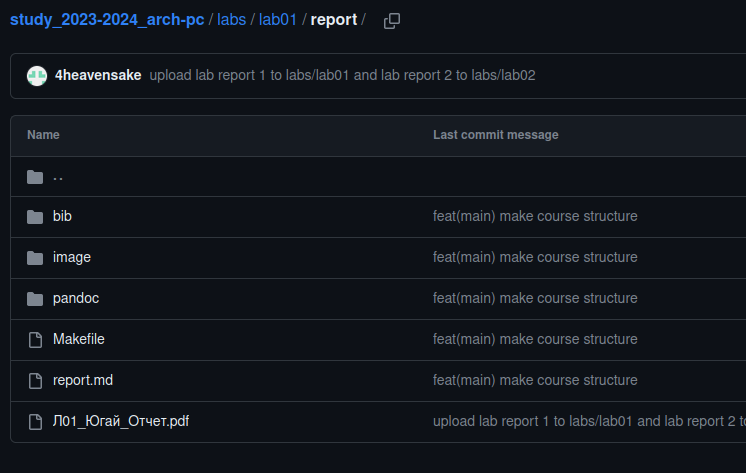 study_2023-2024_arch-pc / labs / lab01 / report /
4heavensake upload lab report 1 to labs/lab01 and lab report 2 to labs/lab02
Name Last commit message
..
bib feat(main) make course structure
image feat(main) make course structure
pandoc feat(main) make course structure
Makefile feat(main) make course structure
report.md feat(main) make course structure
Л01_Югай_Отчет.pdf upload lab report 1 to labs/lab01 and lab report 2 to